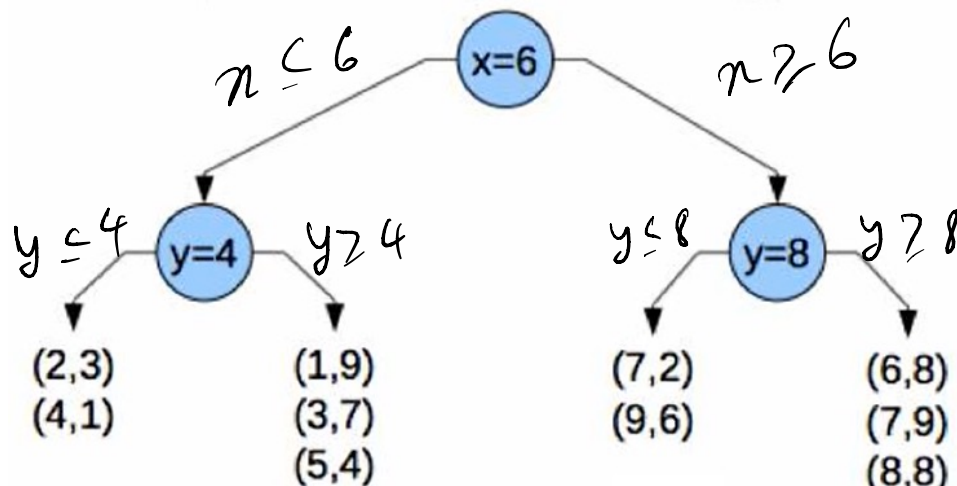 x ≤ 6
x=6
x ≥ 6
y ≤ 4
y=4
y ≥ 4
y ≤ 8
y=8
y ≥ 8
(2,3)
(4,1)
(1,9)
(3,7)
(5,4)
(7,2)
(9,6)
(6,8)
(7,9)
(8,8)